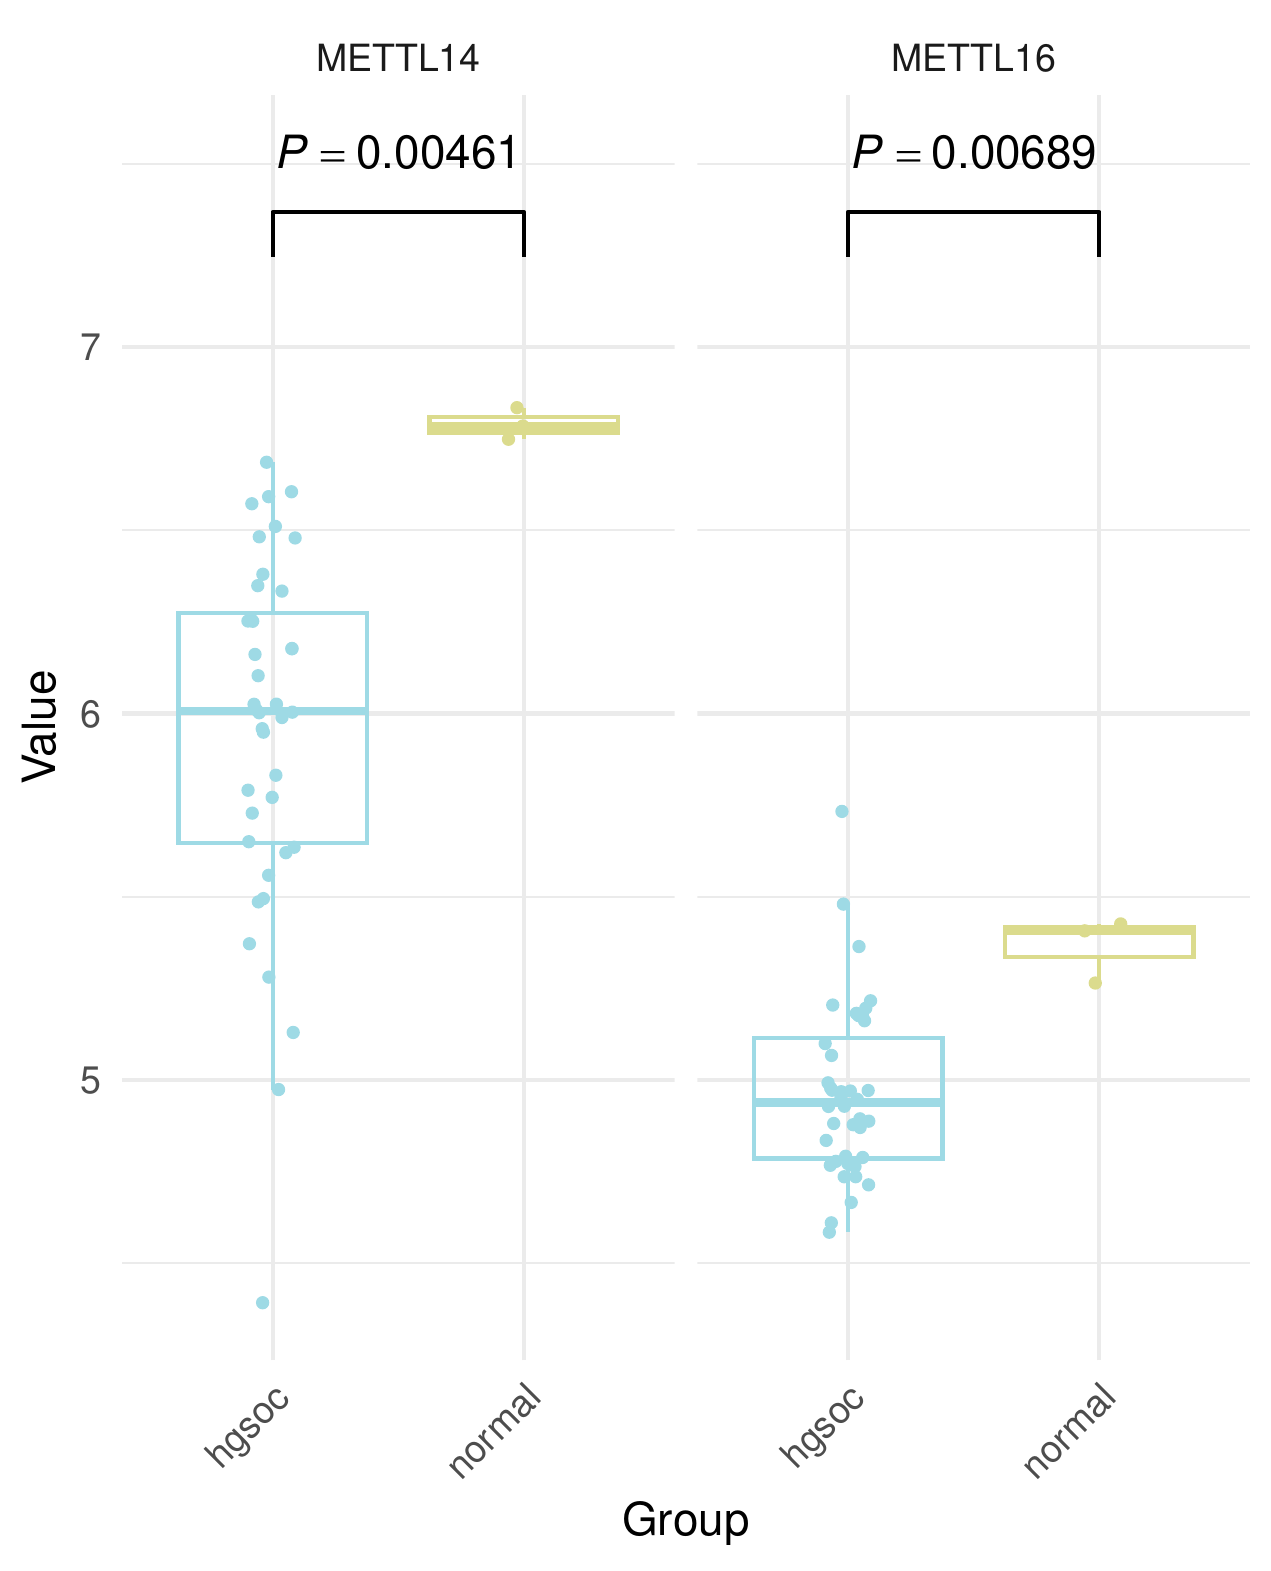 METTL14 METTL16
P = 0.00461 P = 0.00689
7
6
5
Value
hgsoc normal hgsoc normal
Group